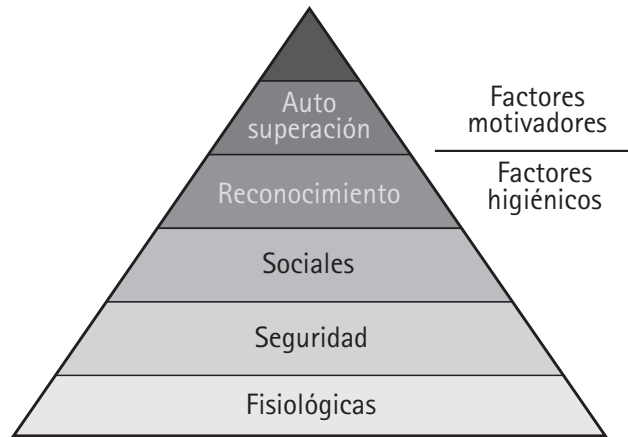 Auto
superación
Factores
motivadores
Reconocimiento
Factores
higiénicos
Sociales
Seguridad
Fisiológicas